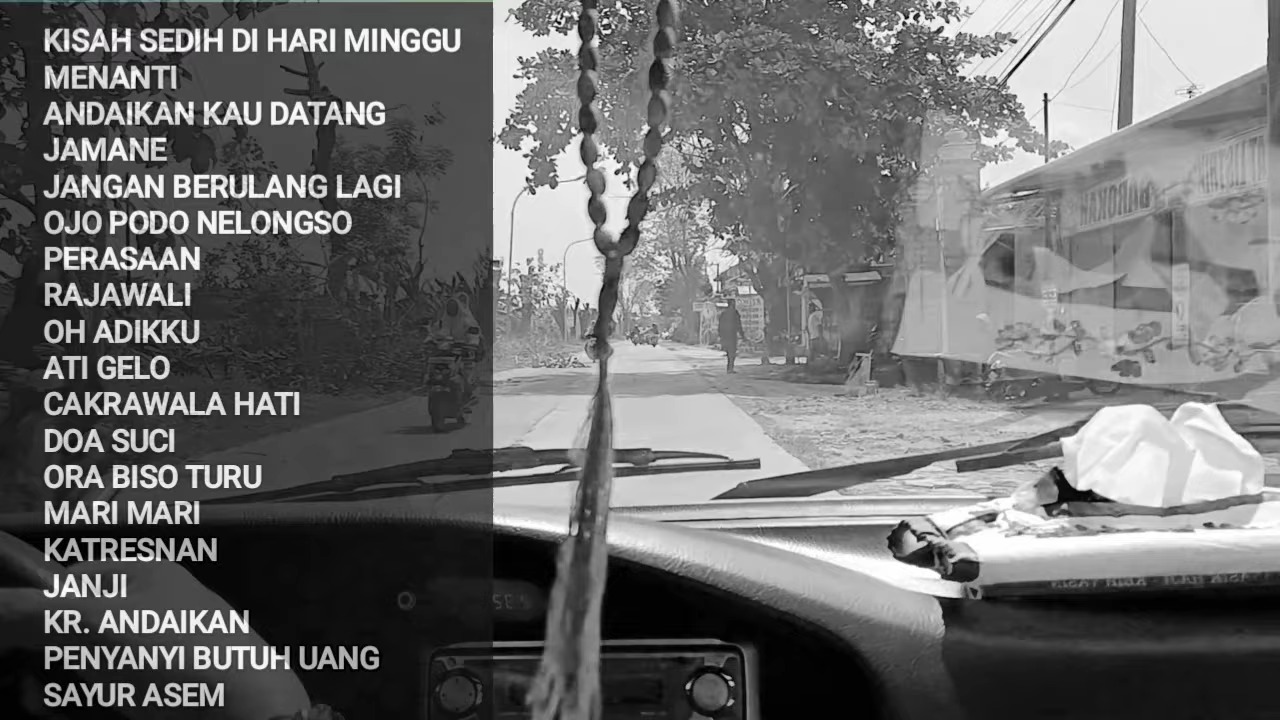 KISAH SEDIH DI HARI MINGGU
MENANTI
ANDAIKAN KAU DATANG
JAMANE
JANGAN BERULANG LAGI
OJO PODO NELONGSO
PERASAAN
RAJAWALI
OH ADIKKU
ATI GELO
CAKRAWALA HATI
DOA SUCI
ORA BISO TURU
MARI MARI
KATRESNAN
JANJI
KR. ANDAIKAN
PENYANYI BUTUH UANG
SAYUR ASEM